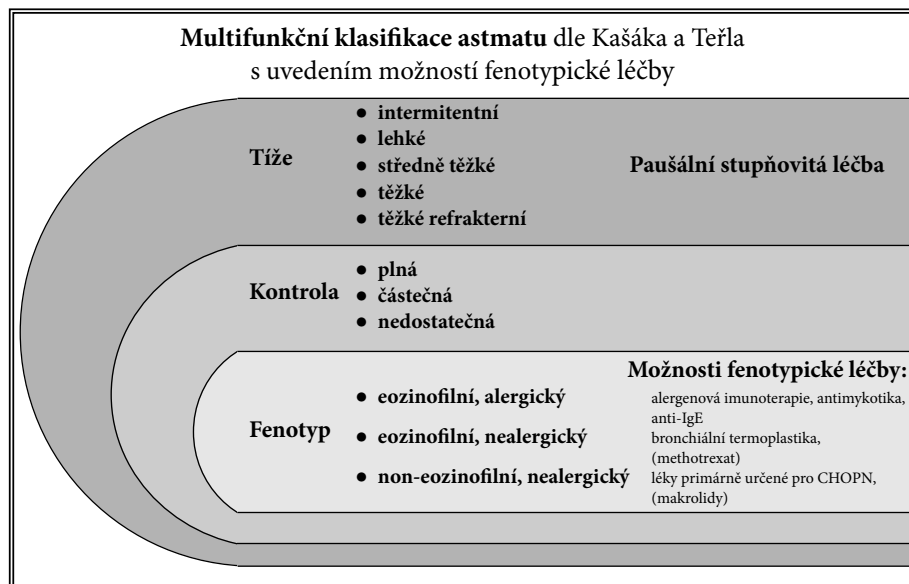 Multifunkční klasifikace astmatu dle Kašáka a Teřla
s uvedením možností fenotypické léčby
Tíže
● intermitentní
● lehké
● středně těžké
● těžké
● těžké refrakterní
Paušální stupňovitá léčba
Kontrola
● plná
● částečná
● nedostatečná
Fenotyp
● eozinofilní, alergický
● eozinofilní, nealergický
● non-eozinofilní, nealergický
Možnosti fenotypické léčby:
alergenová imunoterapie, antimykotika,
anti-IgE
bronchiální termoplastika,
(methotrexat)
léky primárně určené pro CHOPN,
(makrolidy)